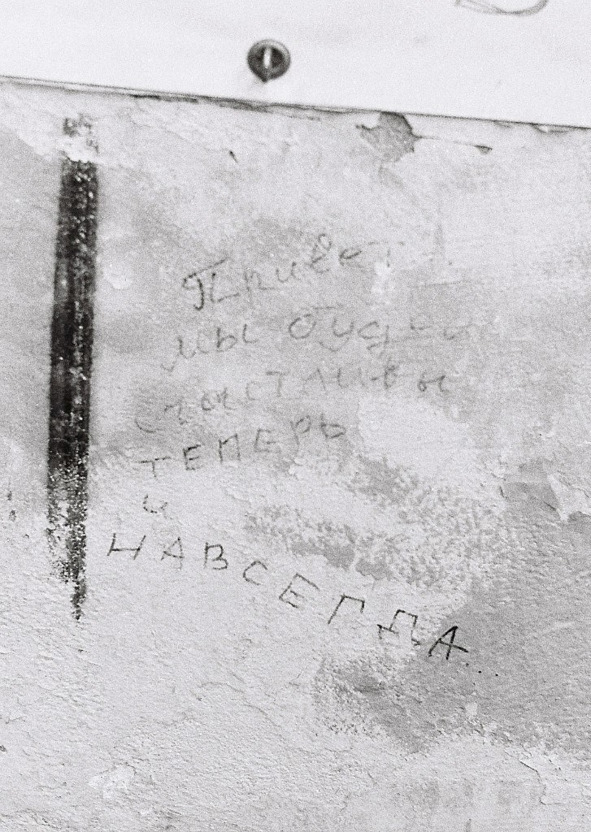 Привет
мы будем
счастливы
ТЕПЕРЬ
и
НАВСЕГДА...